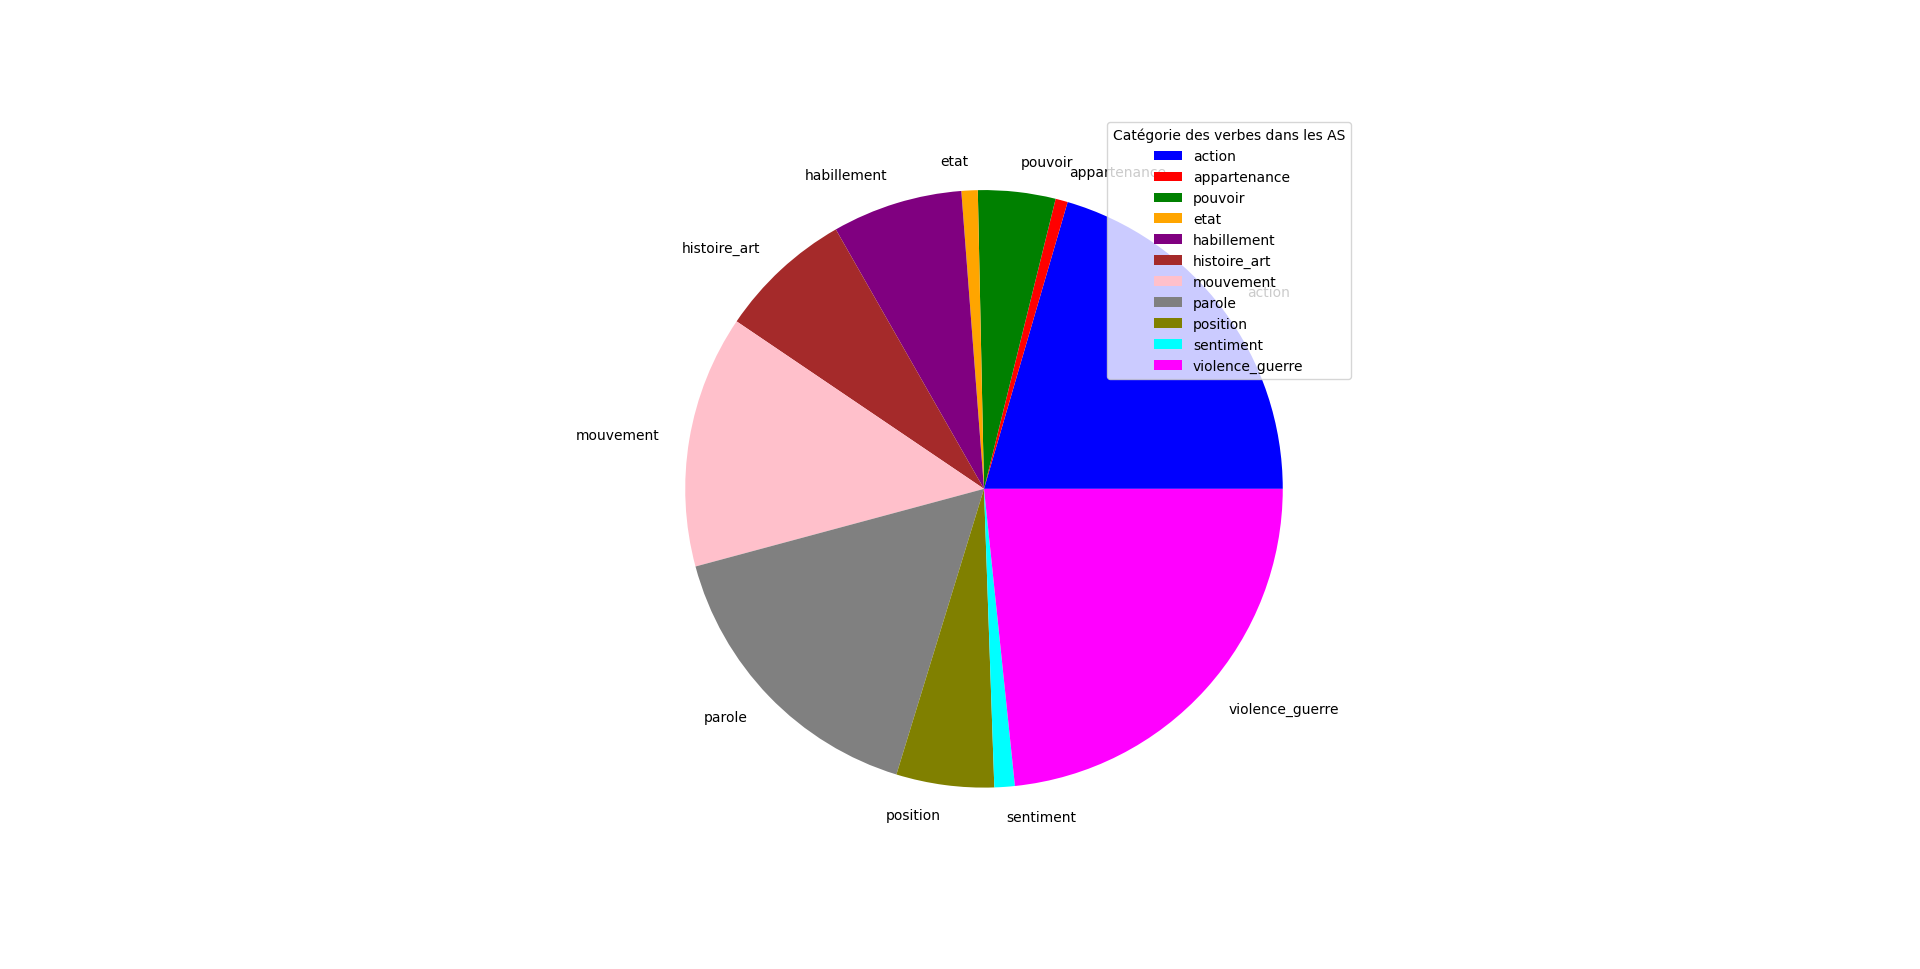 Catégorie des verbes dans les AS
action
appartenance
pouvoir
etat
habillement
histoire_art
mouvement
parole
position
sentiment
violence_guerre
etat
pouvoir
appartenance
habillement
histoire_art
action
mouvement
violence_guerre
parole
position
sentiment